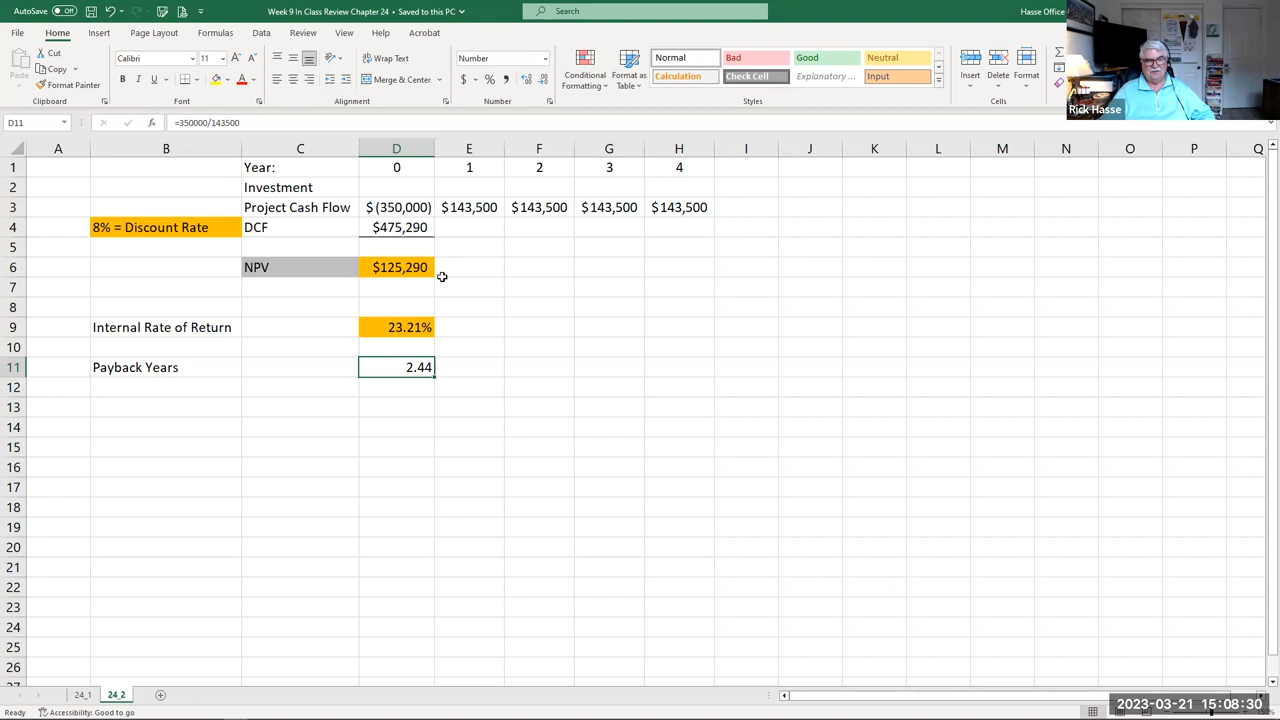 AutoSave Off
Week 9 In Class Review Chapter 24 • Saved to this PC
Search
Hasse Office
File Home Insert Page Layout Formulas Data Review View Help Acrobat
Cut
Copy
Format Painter
Paste
Clipboard
Calibri 11
B I U
Font
Wrap Text
Merge & Center
Alignment
Number
$ % 9
Number
Conditional Formatting
Format as Table
Normal Bad Good Neutral
Calculation Check Cell Explanatory ... Input
Styles
Insert Delete Format
Cells
Rick Hasse
D11 fx =350000/143500
A B C D E F G H I J K L M N O P Q
1 Year: 0 1 2 3 4
2 Investment
3 Project Cash Flow $ (350,000) $ 143,500 $ 143,500 $ 143,500 $ 143,500
4 8% = Discount Rate DCF $475,290
5
6 NPV $125,290
7
8
9 Internal Rate of Return 23.21%
10
11 Payback Years 2.44
12
13
14
15
16
17
18
19
20
21
22
23
24
25
26
24_1 24_2
Ready Accessibility: Good to go
2023-03-21 15:08:30